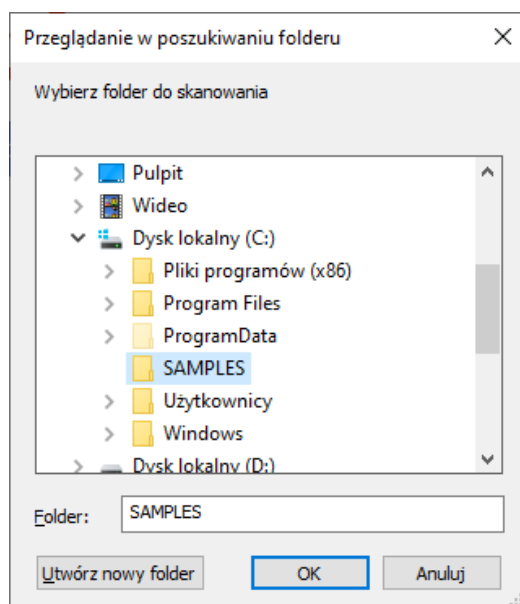 Przeglądanie w poszukiwaniu folderu
Wybierz folder do skanowania
Pulpit
Wideo
Dysk lokalny (C:)
Pliki programów (x86)
Program Files
ProgramData
SAMPLES
Użytkownicy
Windows
Dysk lokalny (D:)
Folder: SAMPLES
Utwórz nowy folder OK Anuluj